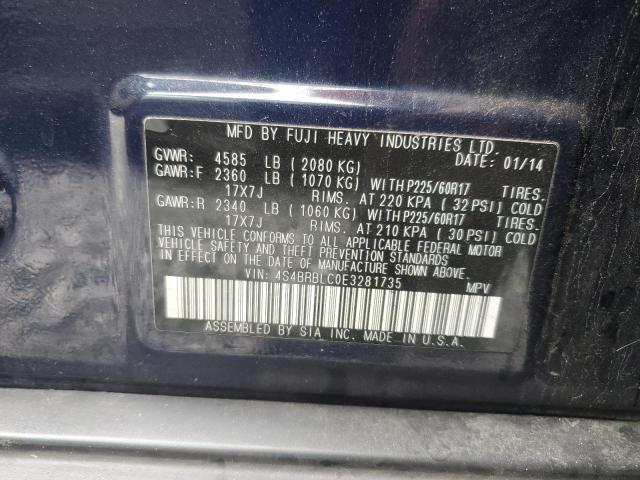 MFD BY FUJI HEAVY INDUSTRIES LTD.
DATE: 01/14
GVWR: 4585 LB (2080 KG)
GAWR:F 2360 LB (1070 KG) WITH P225/60R17 TIRES.
17X7J RIMS. AT 220 KPA (32 PSI) COLD
GAWR:R 2340 LB (1060 KG) WITH P225/60R17 TIRES.
17X7J RIMS. AT 210 KPA (30 PSI) COLD
THIS VEHICLE CONFORMS TO ALL APPLICABLE FEDERAL MOTOR
VEHICLE SAFETY AND THEFT PREVENTION STANDARDS
IN EFFECT ON THE DATE OF MANUFACTURE SHOWN ABOVE.
VIN: 4S4BRBLC0E3281735 MPV
ASSEMBLED BY SIA INC. MADE IN U.S.A.